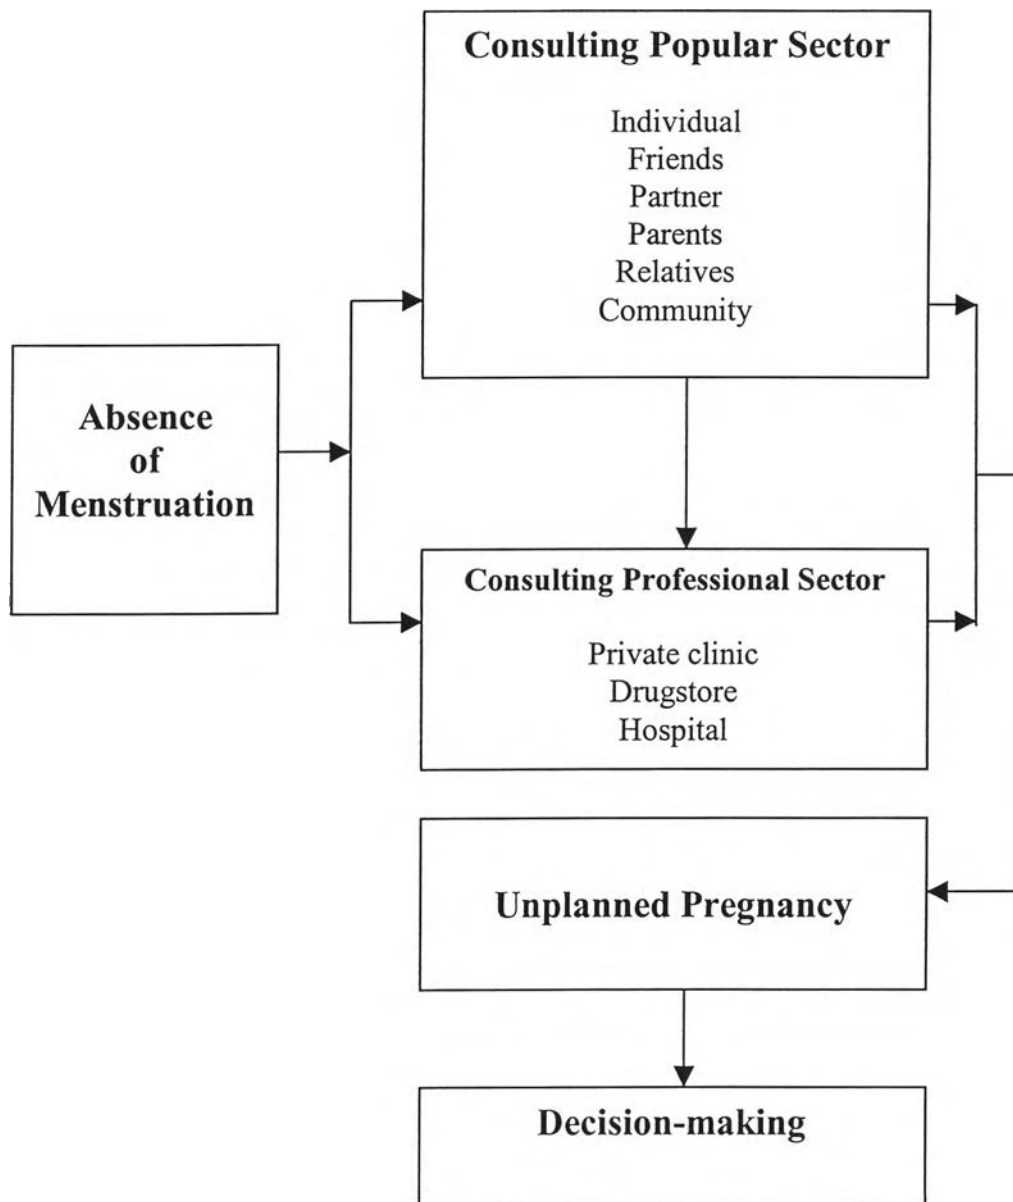 Consulting Popular Sector
Individual
Friends
Partner
Parents
Relatives
Community
Absence
of
Menstruation
Consulting Professional Sector
Private clinic
Drugstore
Hospital
Unplanned Pregnancy
Decision-making